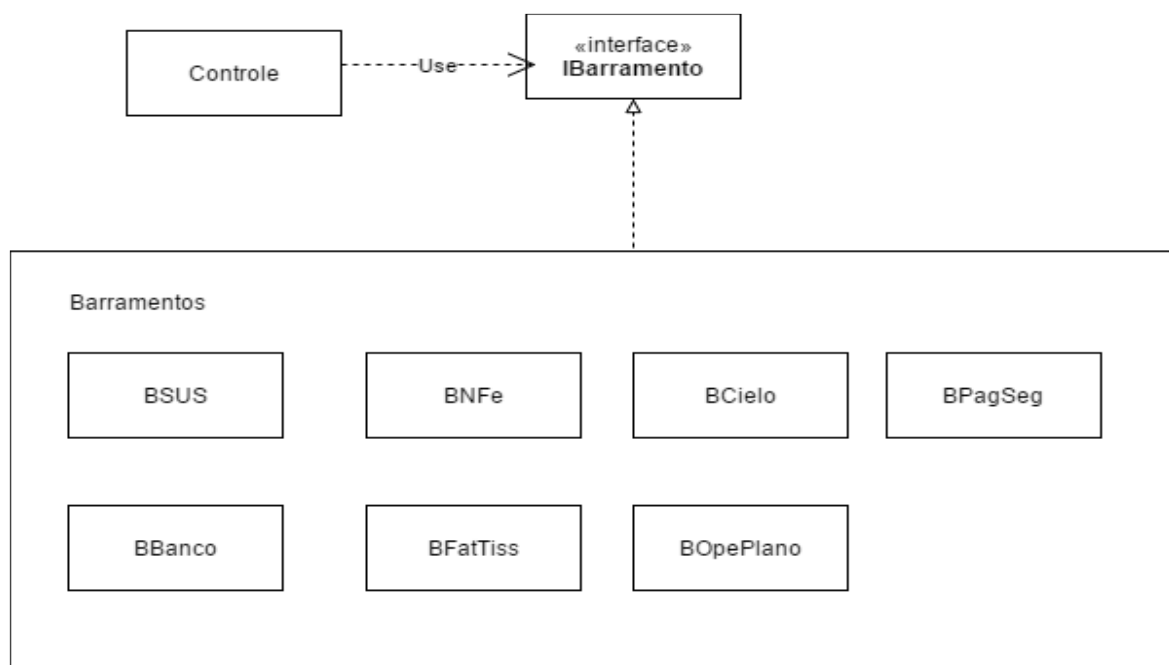 Controle
Use
«interface»
IBarramento
Barramentos
BSUS
BNFe
BCielo
BPagSeg
BBanco
BFatTiss
BOpePlano